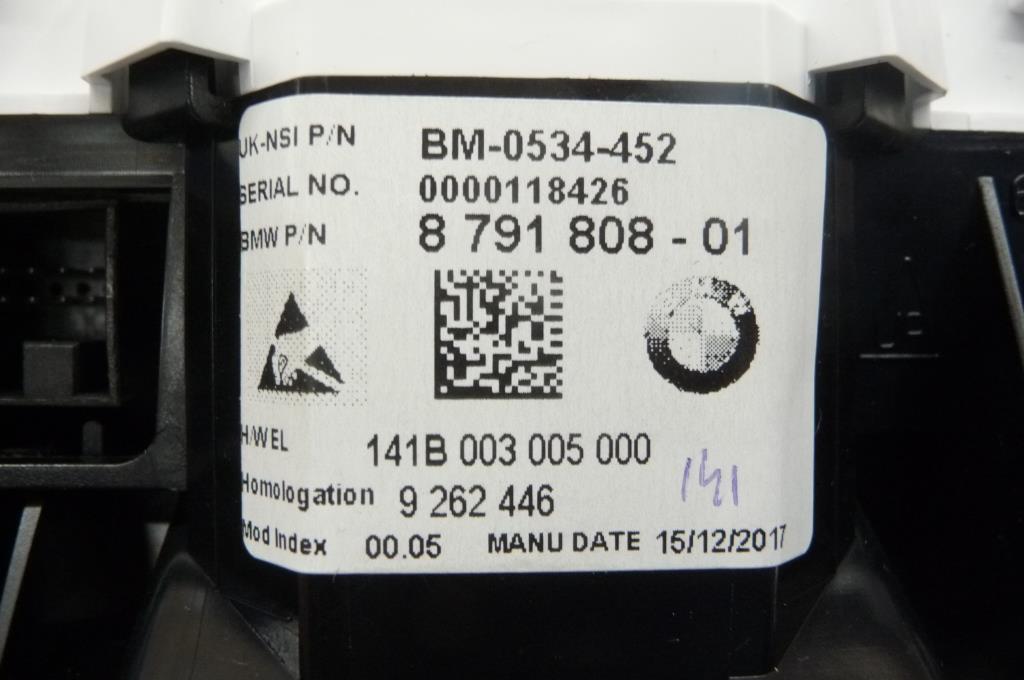 UK-NSI P/N BM-0534-452
SERIAL NO. 0000118426
BMW P/N 8 791 808 - 01
H/WEL 141B 003 005 000
Homologation 9 262 446
141
Mod Index 00.05 MANU DATE 15/12/2017